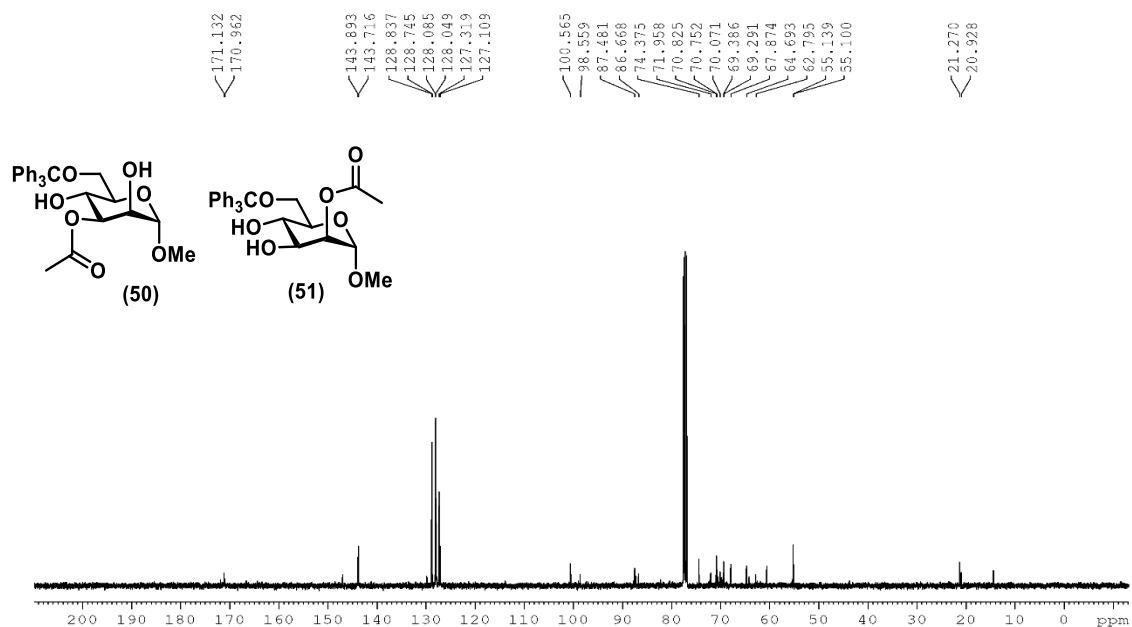 171.132
170.962
143.893
143.716
128.837
128.745
128.085
128.049
127.319
127.109
100.565
98.559
87.481
86.668
74.375
71.958
70.825
70.752
70.071
69.386
69.291
67.874
64.693
62.795
55.139
55.100
21.270
20.928
Ph3CO OH
HO O
O
OMe
O
(50)
O
Ph3CO O
HO O
HO
OMe
(51)
200 190 180 170 160 150 140 130 120 110 100 90 80 70 60 50 40 30 20 10 0 ppm